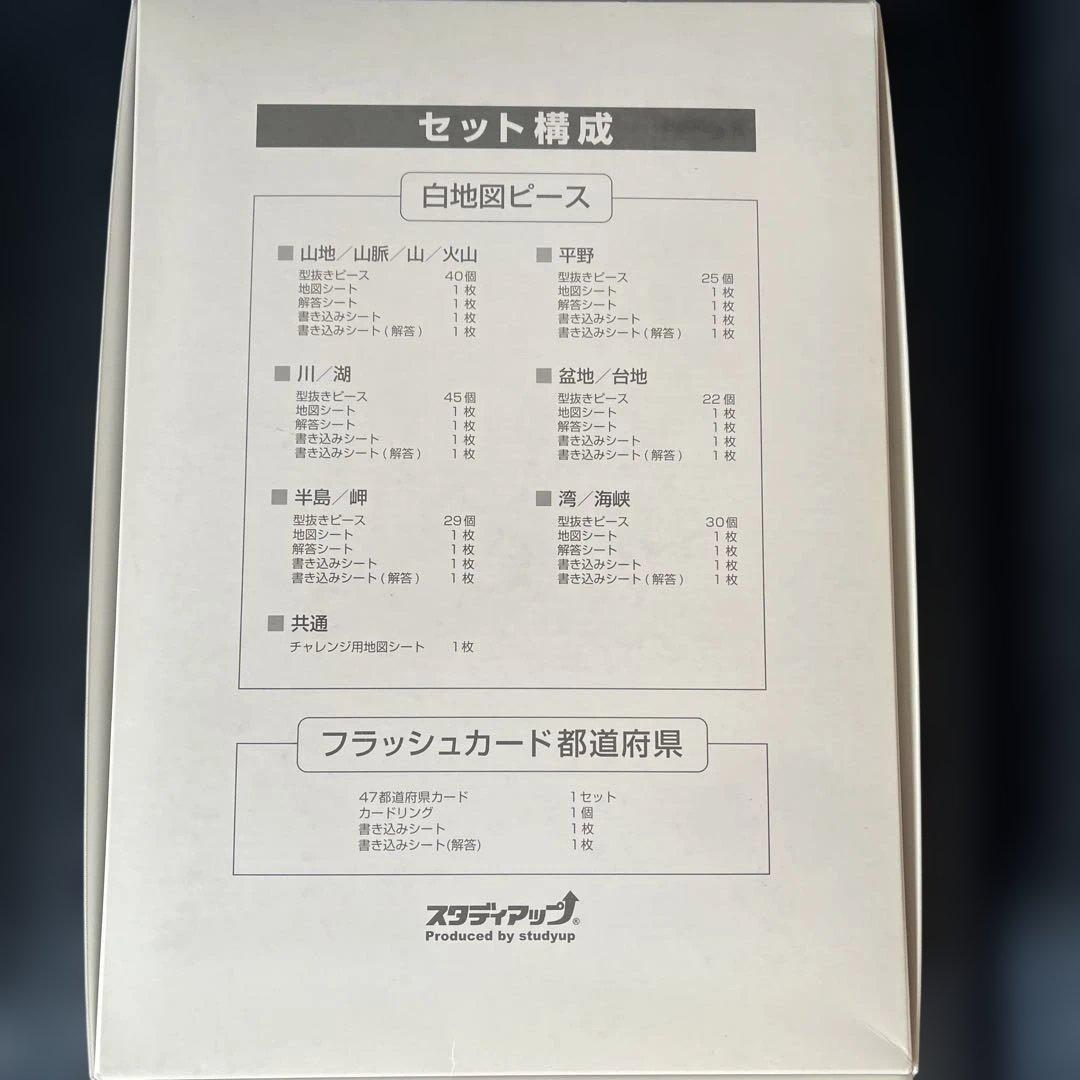 セット構成
白地図ピース
■ 山地／山脈／山／火山
型抜きピース 40個
地図シート 1枚
解答シート 1枚
書き込みシート 1枚
書き込みシート(解答) 1枚
■ 平野
型抜きピース 25個
地図シート 1枚
解答シート 1枚
書き込みシート 1枚
書き込みシート(解答) 1枚
■ 川／湖
型抜きピース 45個
地図シート 1枚
解答シート 1枚
書き込みシート 1枚
書き込みシート(解答) 1枚
■ 盆地／台地
型抜きピース 22個
地図シート 1枚
解答シート 1枚
書き込みシート 1枚
書き込みシート(解答) 1枚
■ 半島／岬
型抜きピース 29個
地図シート 1枚
解答シート 1枚
書き込みシート 1枚
書き込みシート(解答) 1枚
■ 湾／海峡
型抜きピース 30個
地図シート 1枚
解答シート 1枚
書き込みシート 1枚
書き込みシート(解答) 1枚
■ 共通
チャレンジ用地図シート 1枚
フラッシュカード都道府県
47都道府県カード 1セット
カードリング 1個
書き込みシート 1枚
書き込みシート(解答) 1枚
スタディアップ®
Produced by studyup